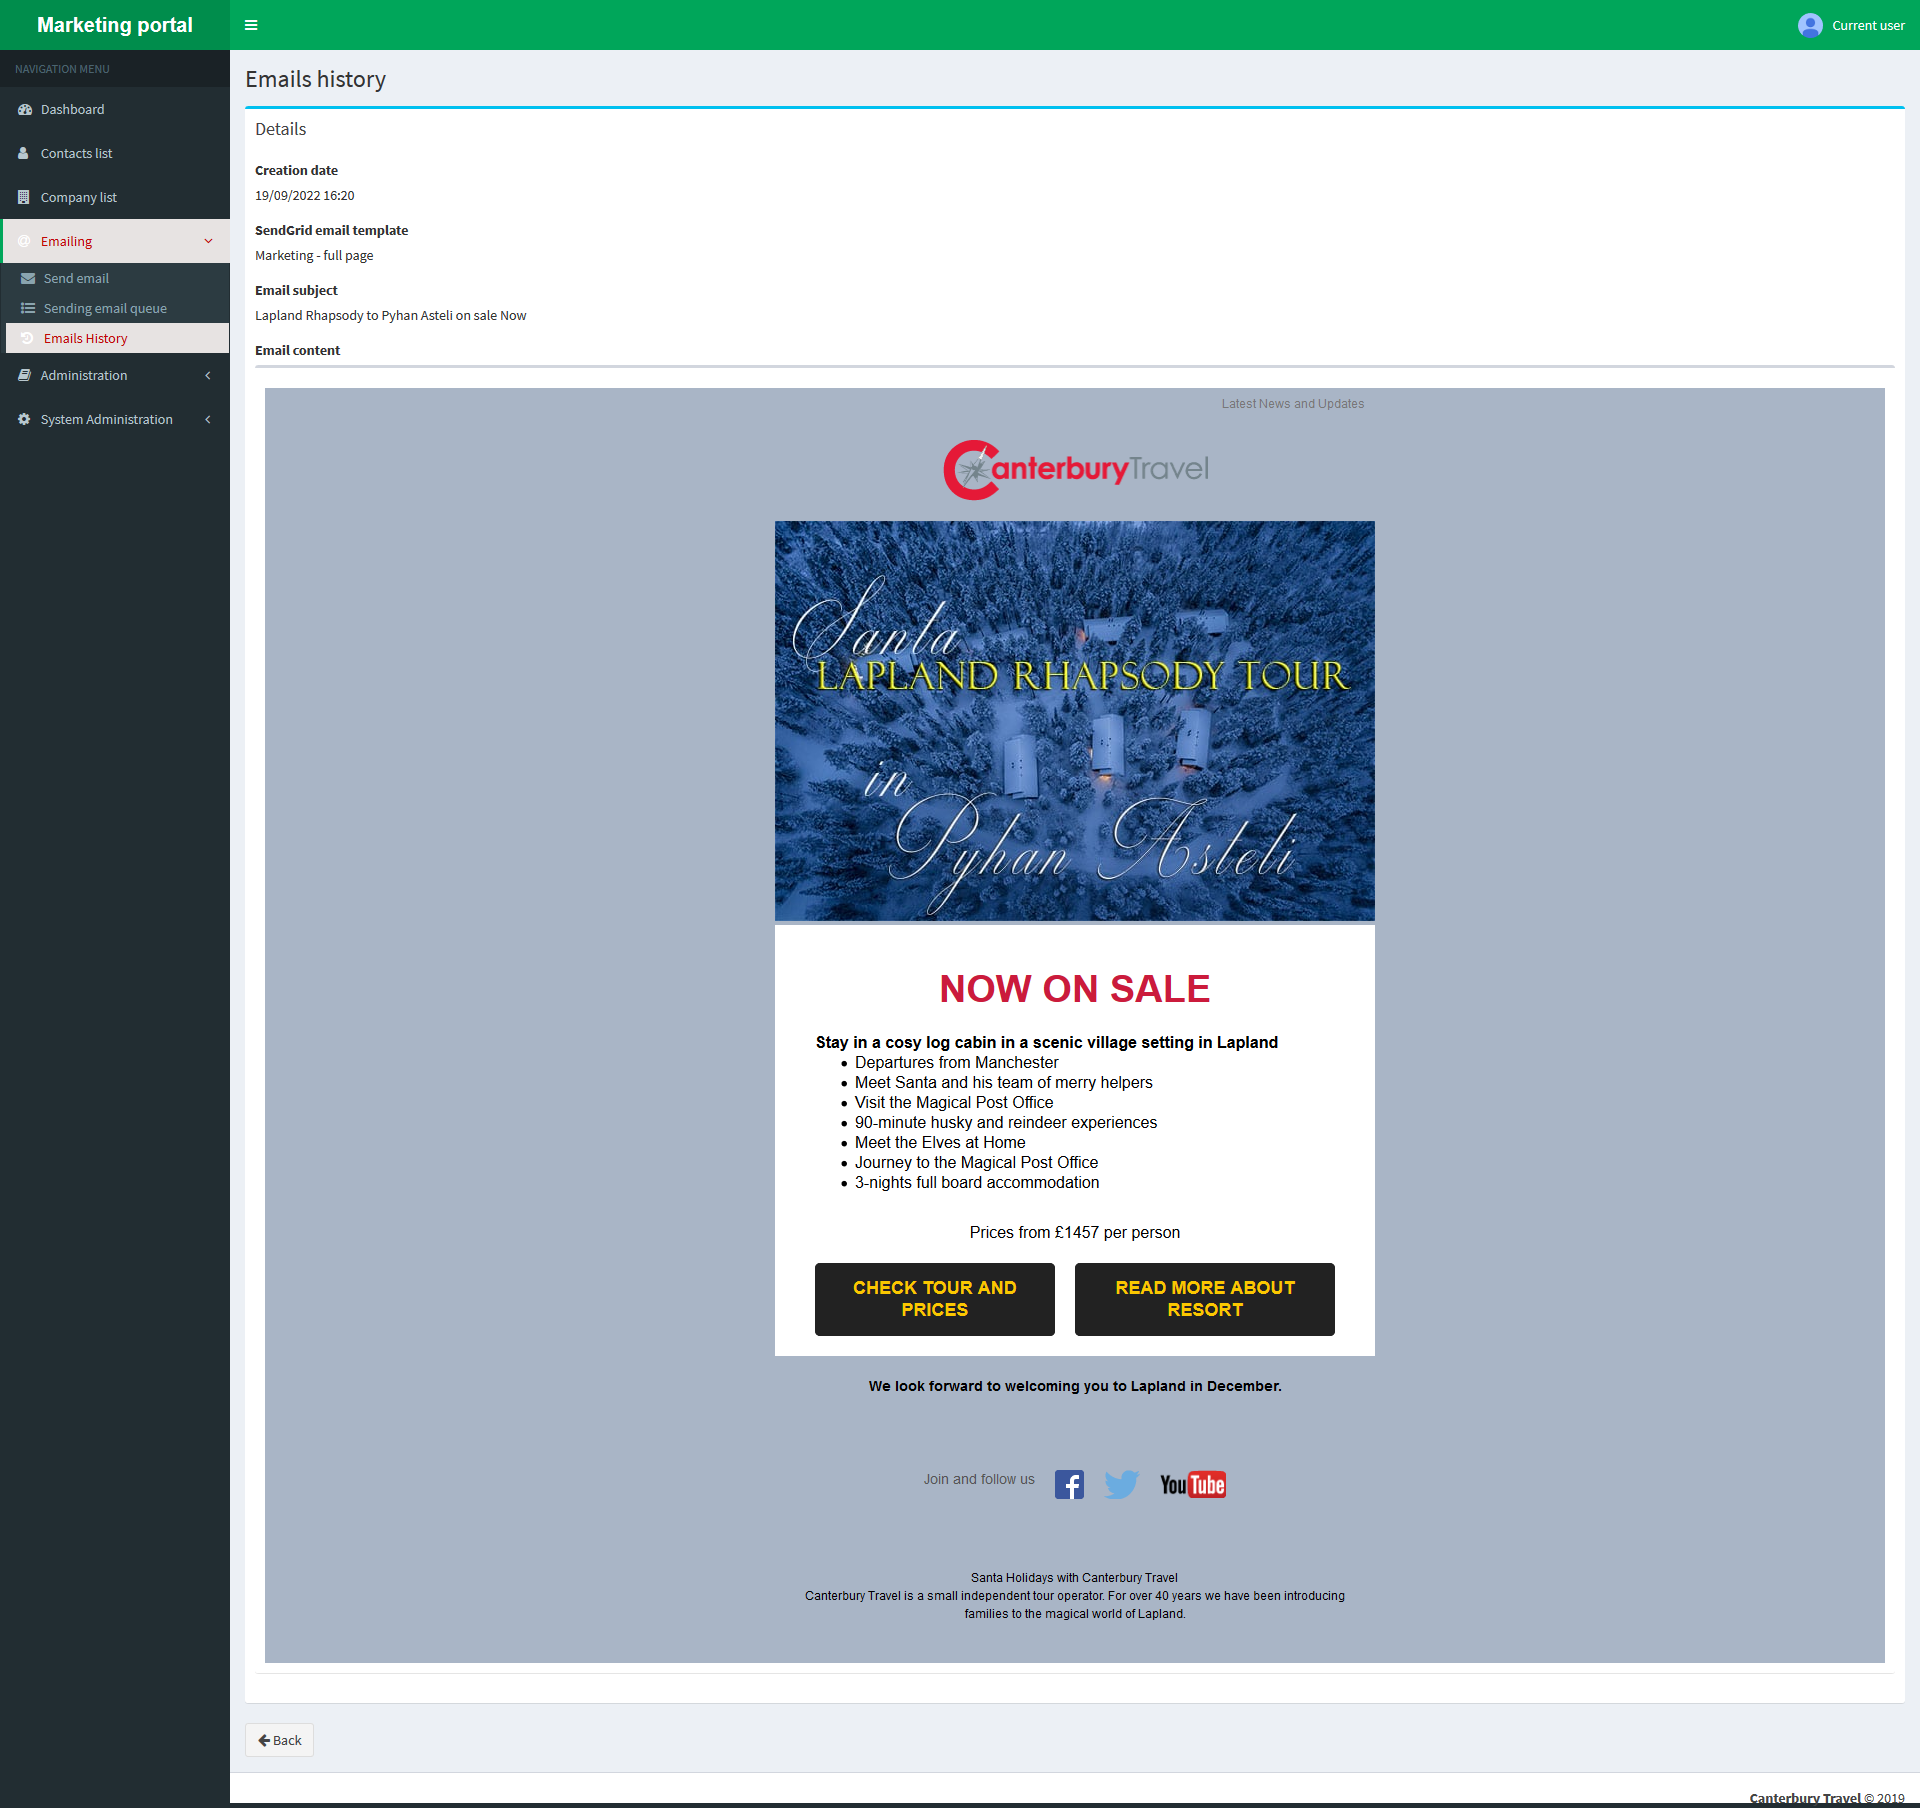 Marketing portal
Current user
NAVIGATION MENU
Dashboard
Contacts list
Company list
Emailing
Send email
Sending email queue
Emails History
Administration
System Administration
Emails history
Details
Creation date
19/09/2022 16:20
SendGrid email template
Marketing - full page
Email subject
Lapland Rhapsody to Pyhan Asteli on sale Now
Email content
Latest News and Updates
CanterburyTravel
Santa
LAPLAND RHAPSODY TOUR
in
Pyhan Asteli
NOW ON SALE
Stay in a cosy log cabin in a scenic village setting in Lapland
• Departures from Manchester
• Meet Santa and his team of merry helpers
• Visit the Magical Post Office
• 90-minute husky and reindeer experiences
• Meet the Elves at Home
• Journey to the Magical Post Office
• 3-nights full board accommodation
Prices from £1457 per person
CHECK TOUR AND
PRICES
READ MORE ABOUT
RESORT
We look forward to welcoming you to Lapland in December.
Join and follow us
f
YouTube
Santa Holidays with Canterbury Travel
Canterbury Travel is a small independent tour operator. For over 40 years we have been introducing
families to the magical world of Lapland.
Back
Canterbury Travel © 2019